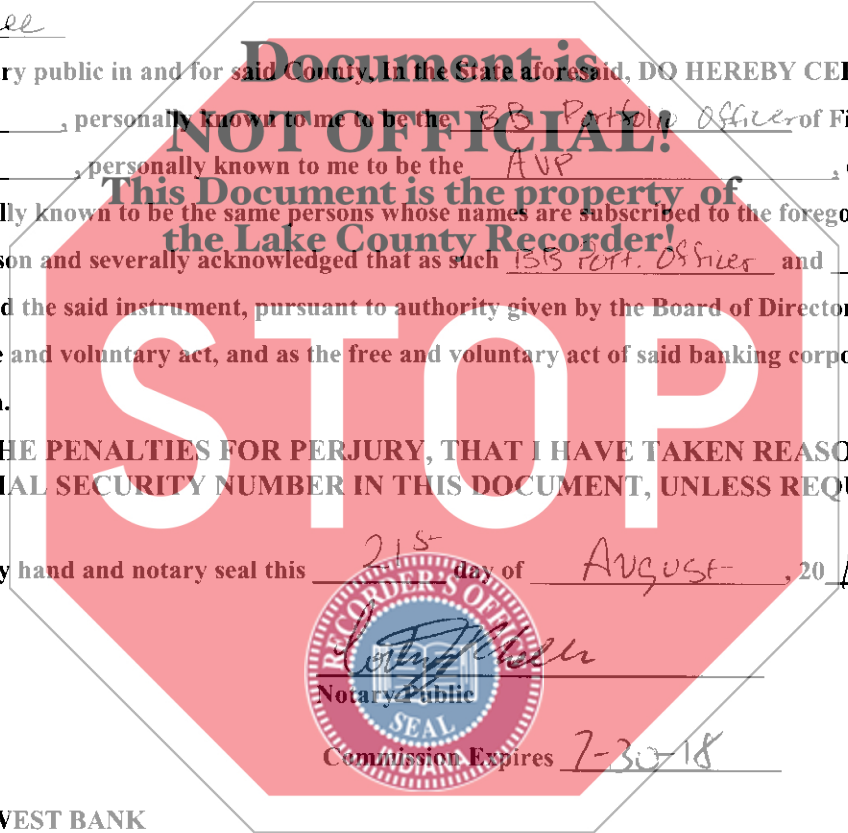 Document is
ry public in and for said County, In the State aforesaid, DO HEREBY CE
NOT OFFICIAL!
, personally known to me to be the BB Portfolio Officer of Fi
, personally known to me to be the AVP ,
This Document is the property of
lly known to be the same persons whose names are subscribed to the forego
the Lake County Recorder!
son and severally acknowledged that as such BB Port. Officer and
d the said instrument, pursuant to authority given by the Board of Director
e and voluntary act, and as the free and voluntary act of said banking corpo
STOP
HE PENALTIES FOR PERJURY, THAT I HAVE TAKEN REASO
IAL SECURITY NUMBER IN THIS DOCUMENT, UNLESS REQU
y hand and notary seal this 21st day of August , 20
RECORDER'S OFFICE
Notary Public
SEAL
INDIANA
Commission Expires 7-30-18
WEST BANK